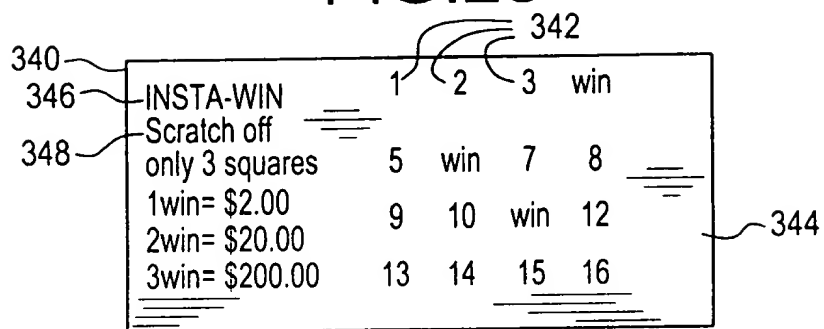 342
340
346
348
344
INSTA-WIN
Scratch off
only 3 squares
1win= $2.00
2win= $20.00
3win= $200.00
1 2 3 win
5 win 7 8
9 10 win 12
13 14 15 16